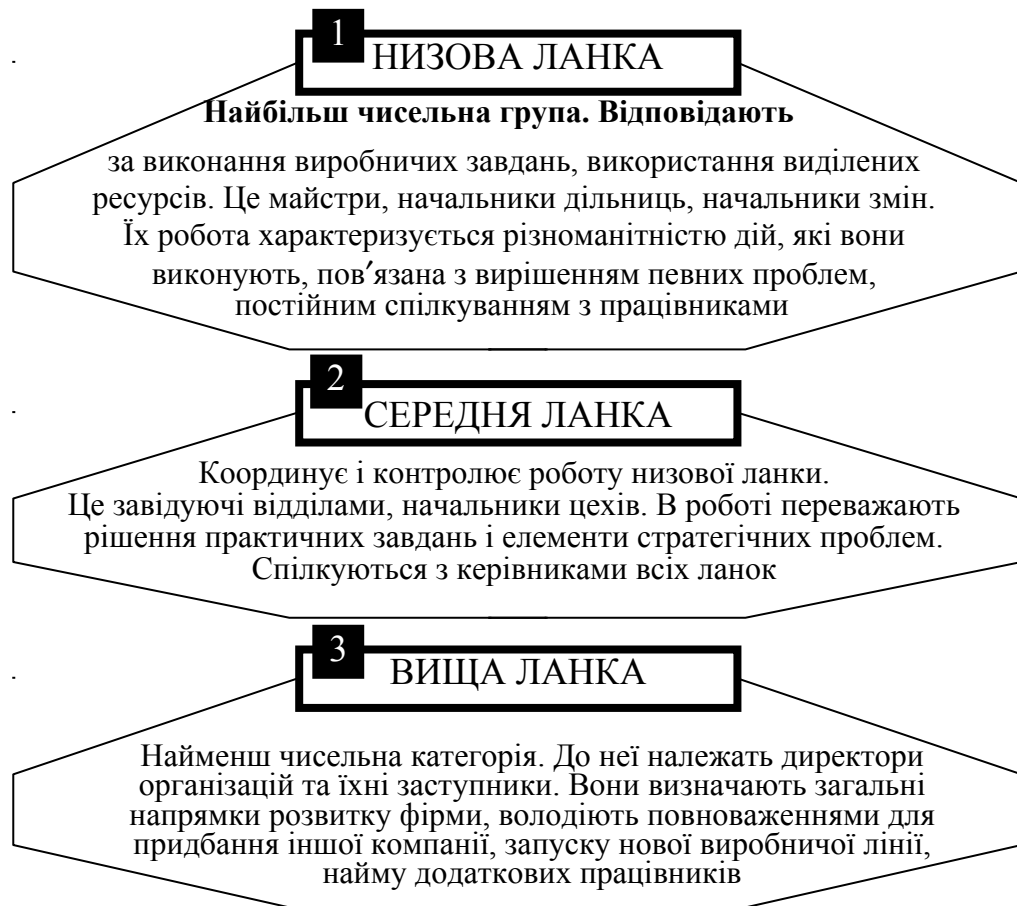 1
НИЗОВА ЛАНКА
Найбільш чисельна група. Відповідають
за виконання виробничих завдань, використання виділених
ресурсів. Це майстри, начальники дільниць, начальники змін.
Їх робота характеризується різноманітністю дій, які вони
виконують, пов′язана з вирішенням певних проблем,
постійним спілкуванням з працівниками
2
СЕРЕДНЯ ЛАНКА
Координує і контролює роботу низової ланки.
Це завідуючі відділами, начальники цехів. В роботі переважають
рішення практичних завдань і елементи стратегічних проблем.
Спілкуються з керівниками всіх ланок
3
ВИЩА ЛАНКА
Найменш чисельна категорія. До неї належать директори
організацій та їхні заступники. Вони визначають загальні
напрямки розвитку фірми, володіють повноваженнями для
придбання іншої компанії, запуску нової виробничої лінії,
найму додаткових працівників